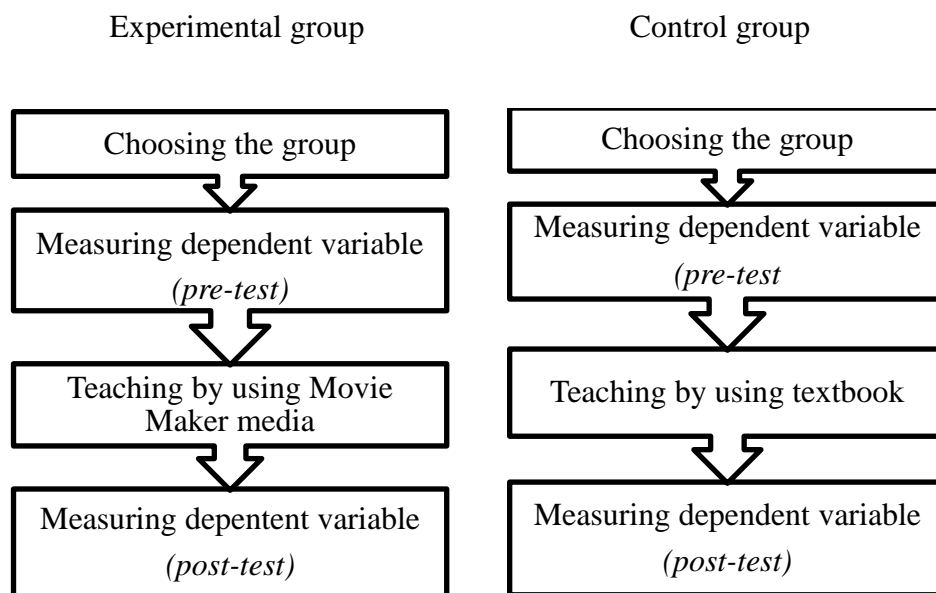 Experimental group
Choosing the group
Measuring dependent variable
(pre-test)
Teaching by using Movie
Maker media
Measuring depentent variable
(post-test)
Control group
Choosing the group
Measuring dependent variable
(pre-test
Teaching by using textbook
Measuring dependent variable
(post-test)